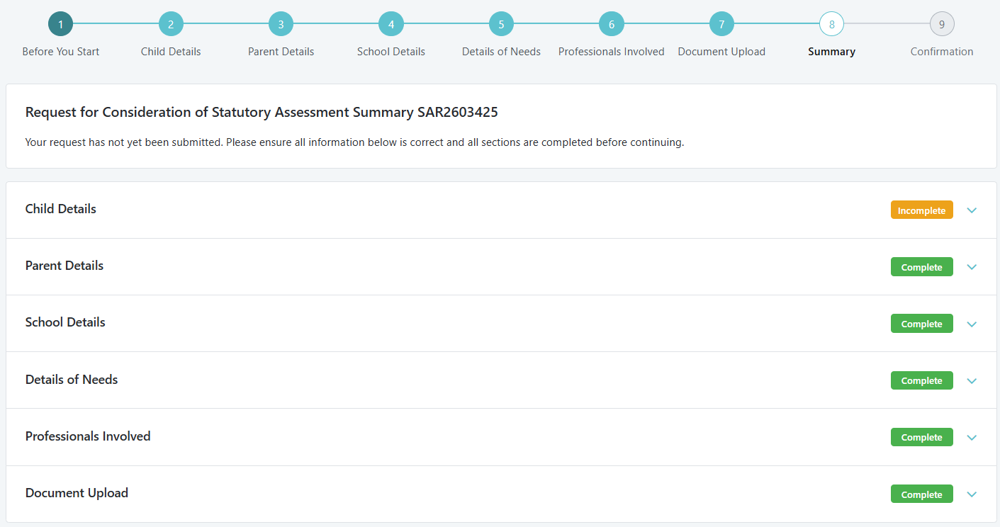 1 2 3 4 5 6 7 8 9
Before You Start Child Details Parent Details School Details Details of Needs Professionals Involved Document Upload Summary Confirmation
Request for Consideration of Statutory Assessment Summary SAR2603425
Your request has not yet been submitted. Please ensure all information below is correct and all sections are completed before continuing.
Child Details Incomplete
Parent Details Complete
School Details Complete
Details of Needs Complete
Professionals Involved Complete
Document Upload Complete